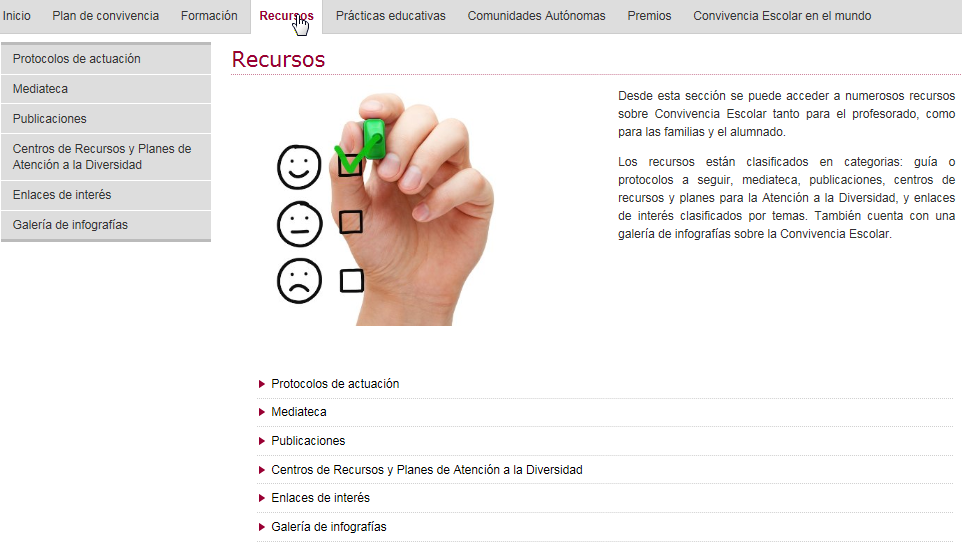 Inicio Plan de convivencia Formación Recursos Prácticas educativas Comunidades Autónomas Premios Convivencia Escolar en el mundo
Protocolos de actuación
Mediateca
Publicaciones
Centros de Recursos y Planes de
Atención a la Diversidad
Enlaces de interés
Galería de infografías
Recursos
Desde esta sección se puede acceder a numerosos recursos
sobre Convivencia Escolar tanto para el profesorado, como
para las familias y el alumnado.
Los recursos están clasificados en categorias: guía o
protocolos a seguir, mediateca, publicaciones, centros de
recursos y planes para la Atención a la Diversidad, y enlaces
de interés clasificados por temas. También cuenta con una
galería de infografías sobre la Convivencia Escolar.
Protocolos de actuación
Mediateca
Publicaciones
Centros de Recursos y Planes de Atención a la Diversidad
Enlaces de interés
Galería de infografías